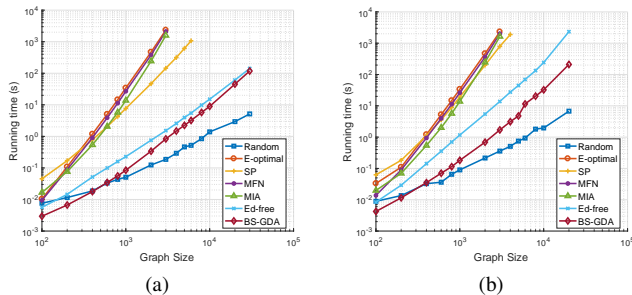 10^4
10^3
10^2
10^1
10^0
10^-1
10^-2
10^-3
Running time (s)
10^2
10^3
10^4
10^5
Graph Size
Random
E-optimal
SP
MFN
MIA
Ed-free
BS-GDA
(a)
10^4
10^3
10^2
10^1
10^0
10^-1
10^-2
10^-3
Running time (s)
10^2
10^3
10^4
10^5
Graph Size
Random
E-optimal
SP
MFN
MIA
Ed-free
BS-GDA
(b)